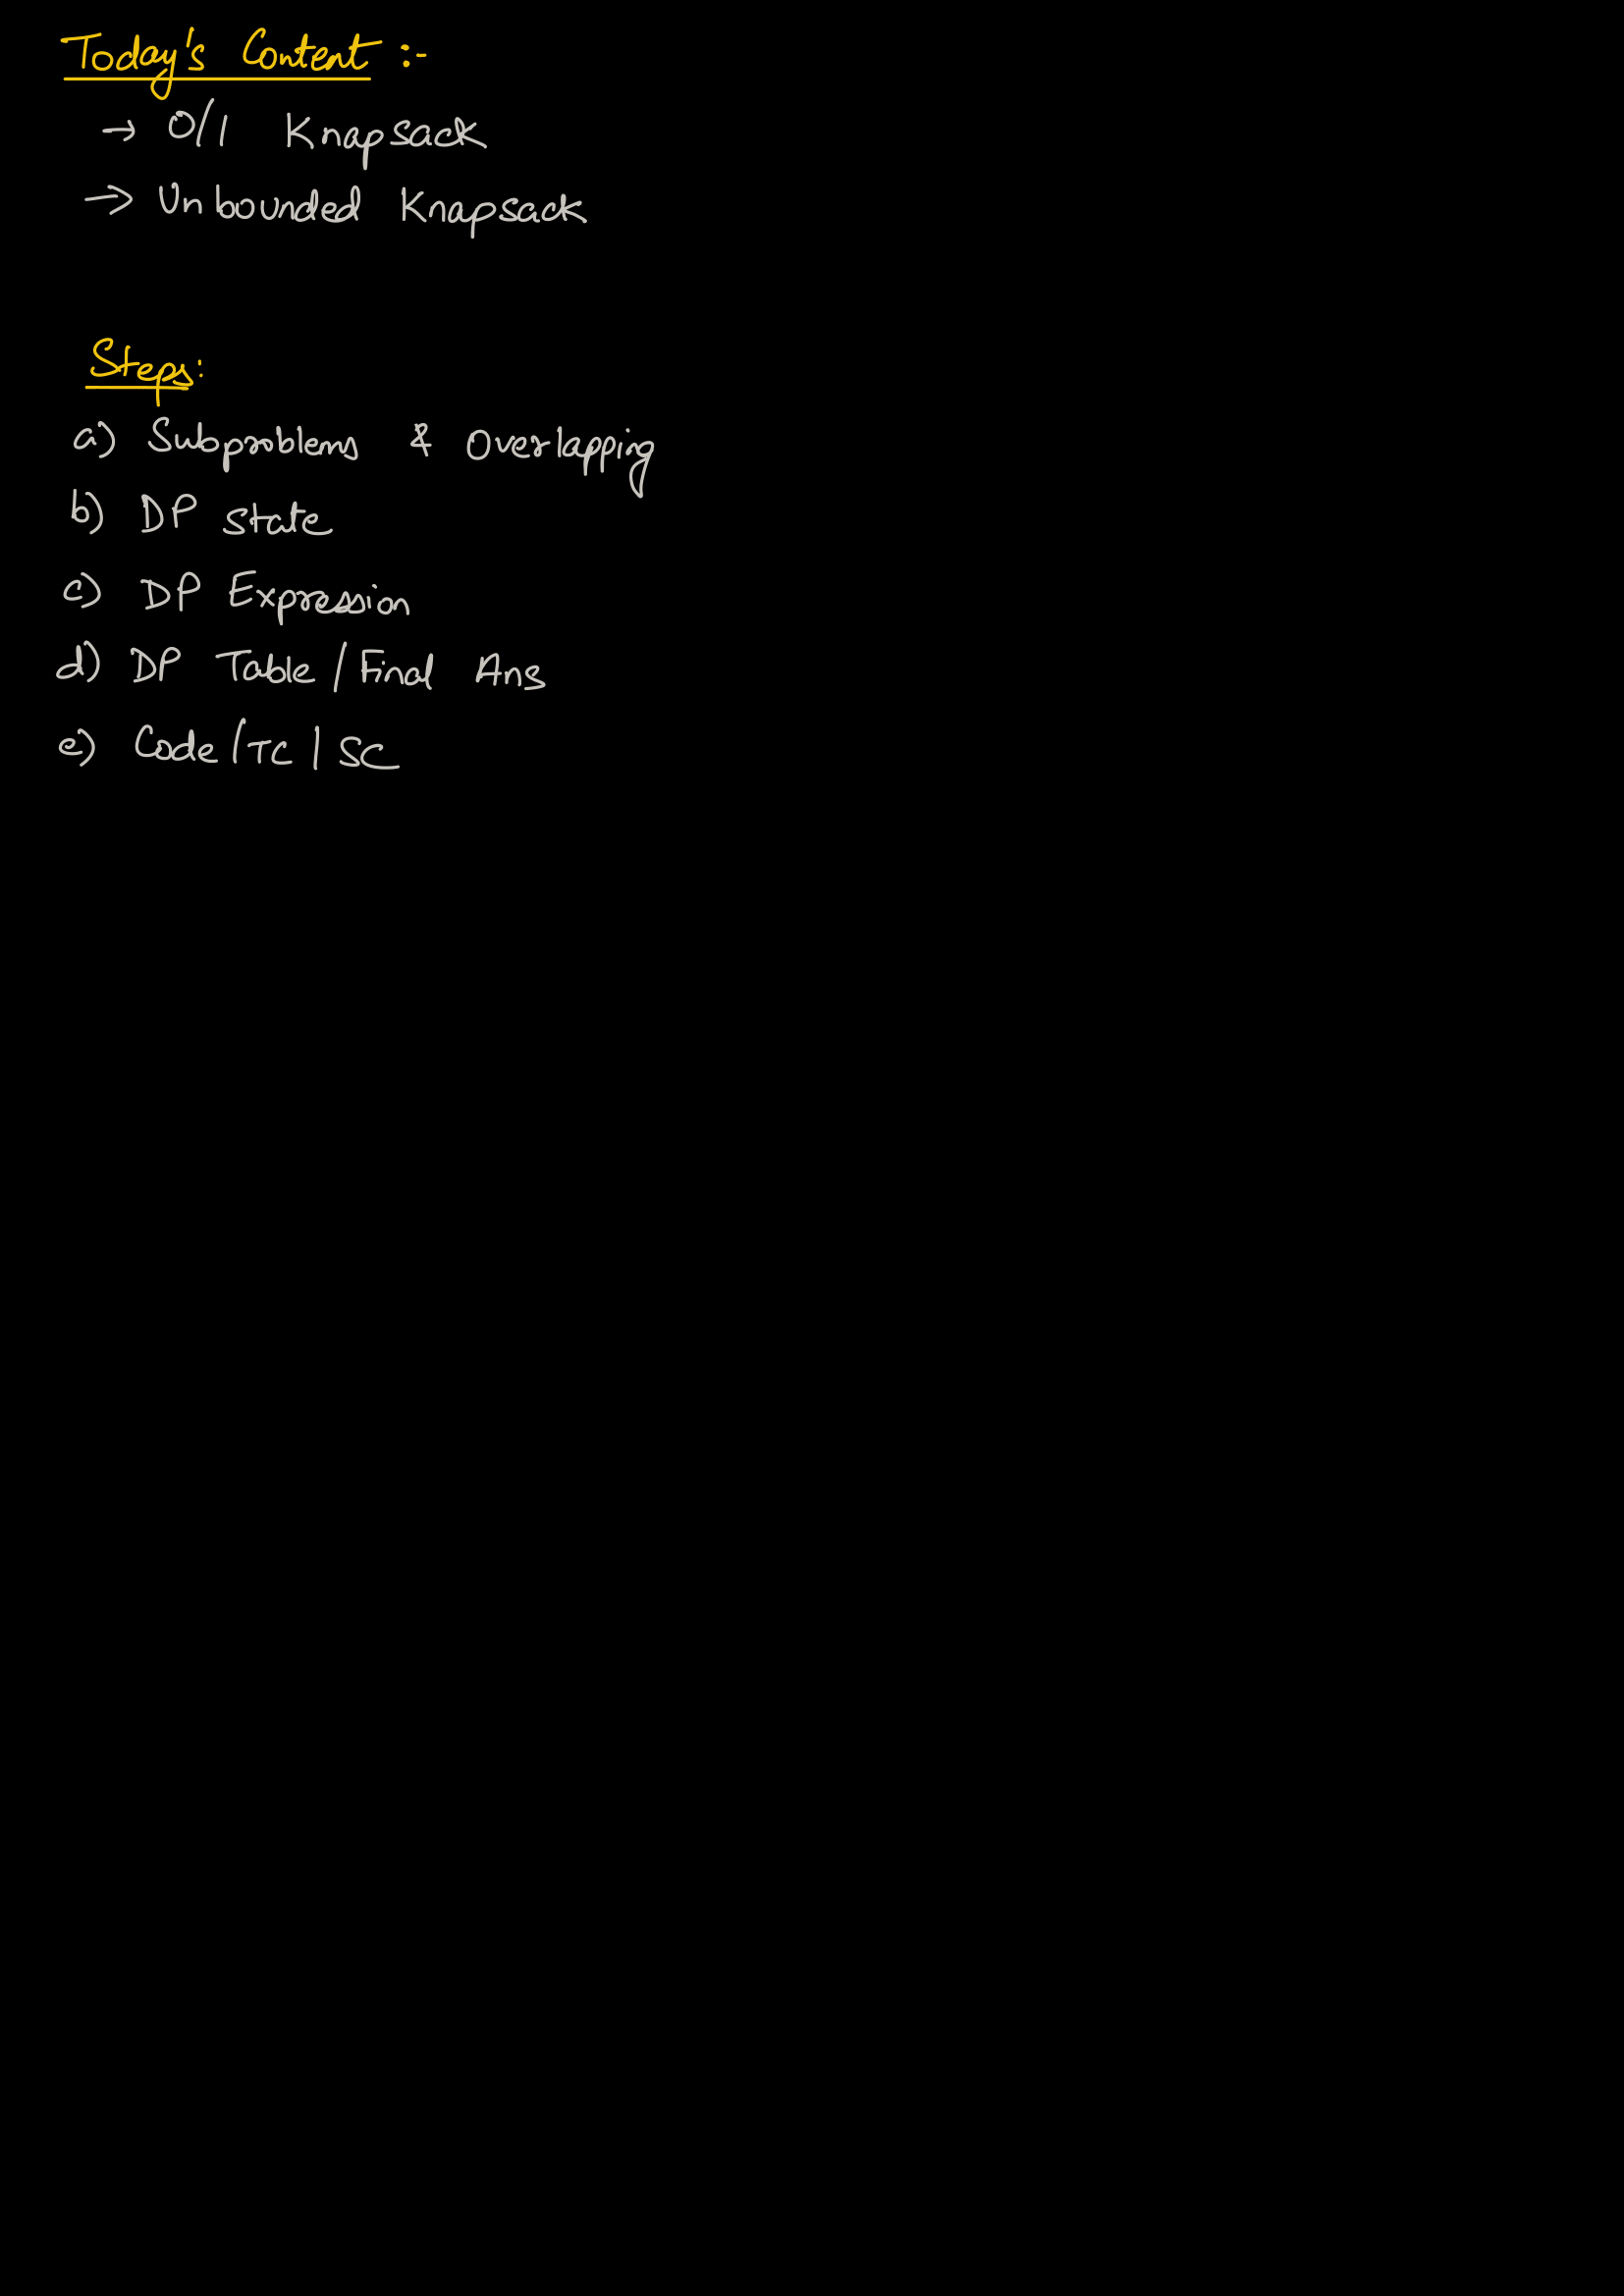 Today's Content :-
→ 0/1 Knapsack
→ Unbounded Knapsack
Steps:
a) Subproblems & Overlapping
b) DP state
c) DP Expression
d) DP Table / Final Ans
e) Code / TC / SC